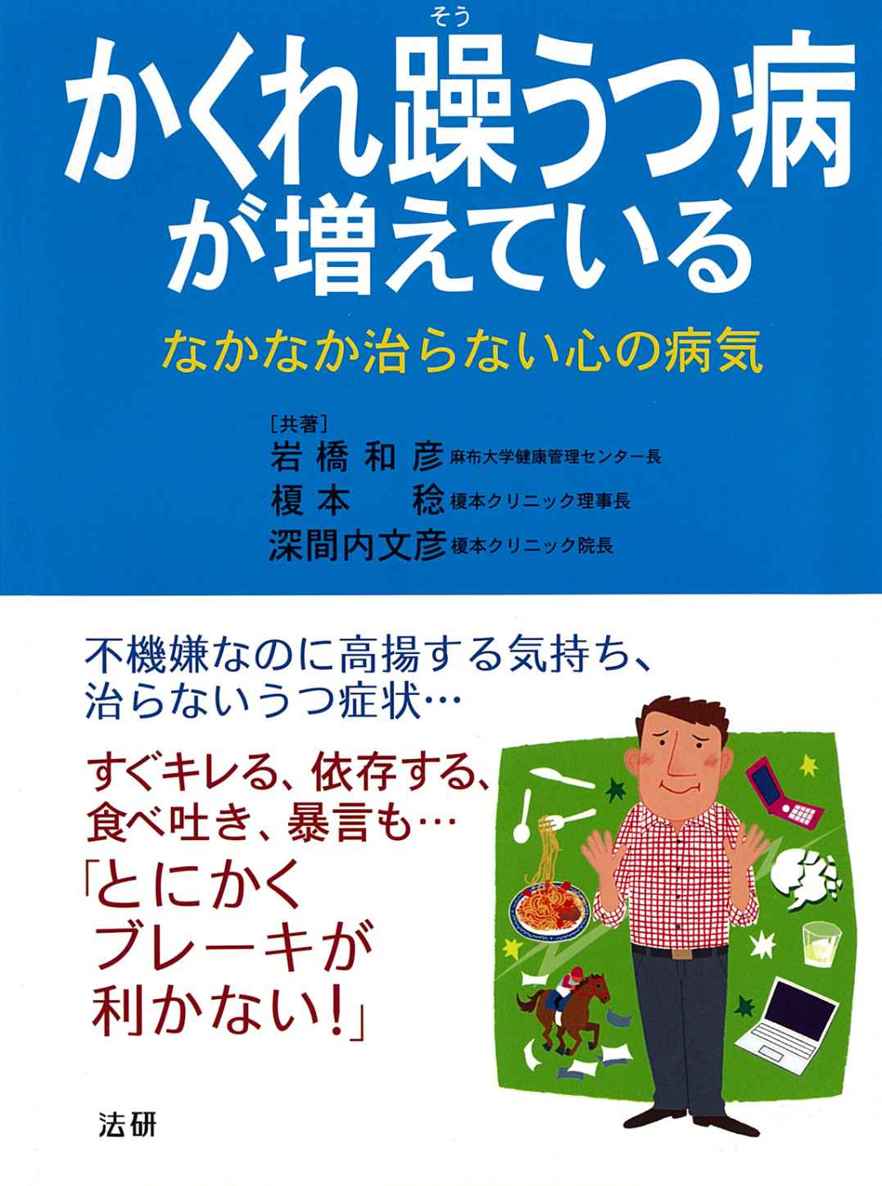 そう
かくれ躁うつ病
が増えている
なかなか治らない心の病気
［共著］
岩橋和彦 麻布大学健康管理センター長
榎本 稔 榎本クリニック理事長
深間内文彦 榎本クリニック院長
不機嫌なのに高揚する気持ち、
治らないうつ症状…
すぐキレる、依存する、
食べ吐き、暴言も…
「とにかく
ブレーキが
利かない！」
法研